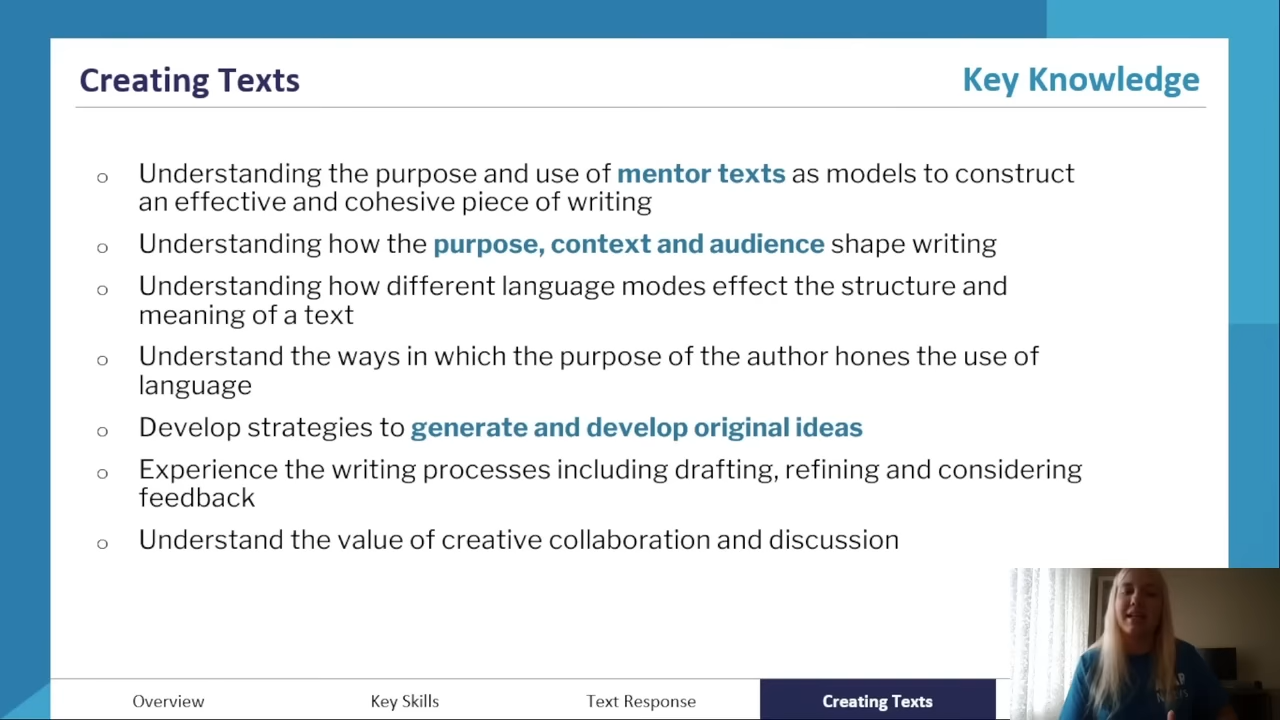 Creating Texts
Key Knowledge
o Understanding the purpose and use of mentor texts as models to construct
an effective and cohesive piece of writing
o Understanding how the purpose, context and audience shape writing
o Understanding how different language modes effect the structure and
meaning of a text
o Understand the ways in which the purpose of the author hones the use of
language
o Develop strategies to generate and develop original ideas
o Experience the writing processes including drafting, refining and considering
feedback
o Understand the value of creative collaboration and discussion
Overview
Key Skills
Text Response
Creating Texts